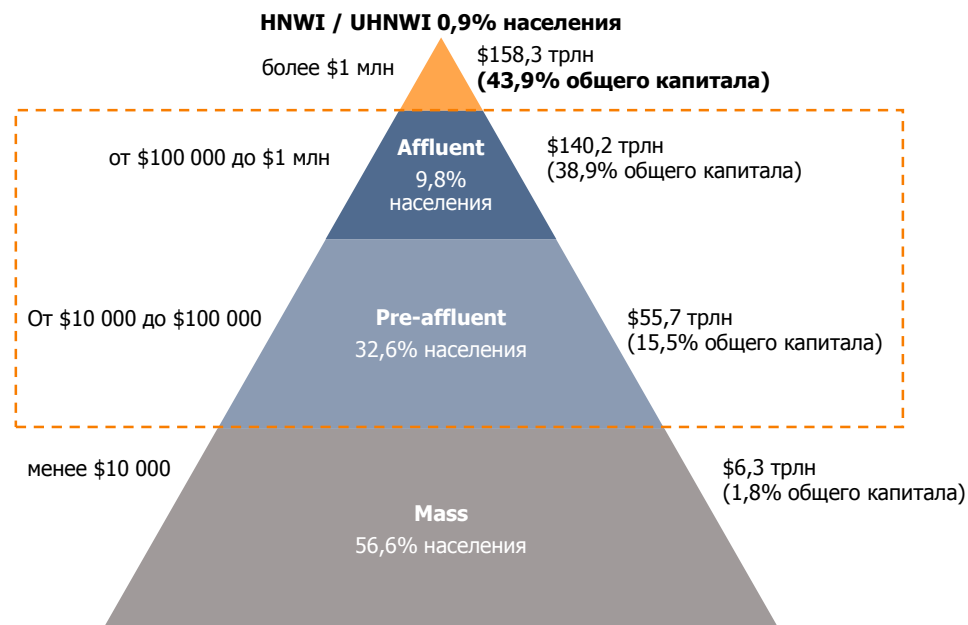 HNWI / UHNWI 0,9% населения
более $1 млн
$158,3 трлн
(43,9% общего капитала)
от $100 000 до $1 млн
Affluent
9,8%
населения
$140,2 трлн
(38,9% общего капитала)
От $10 000 до $100 000
Pre-affluent
32,6% населения
$55,7 трлн
(15,5% общего капитала)
менее $10 000
Mass
56,6% населения
$6,3 трлн
(1,8% общего капитала)